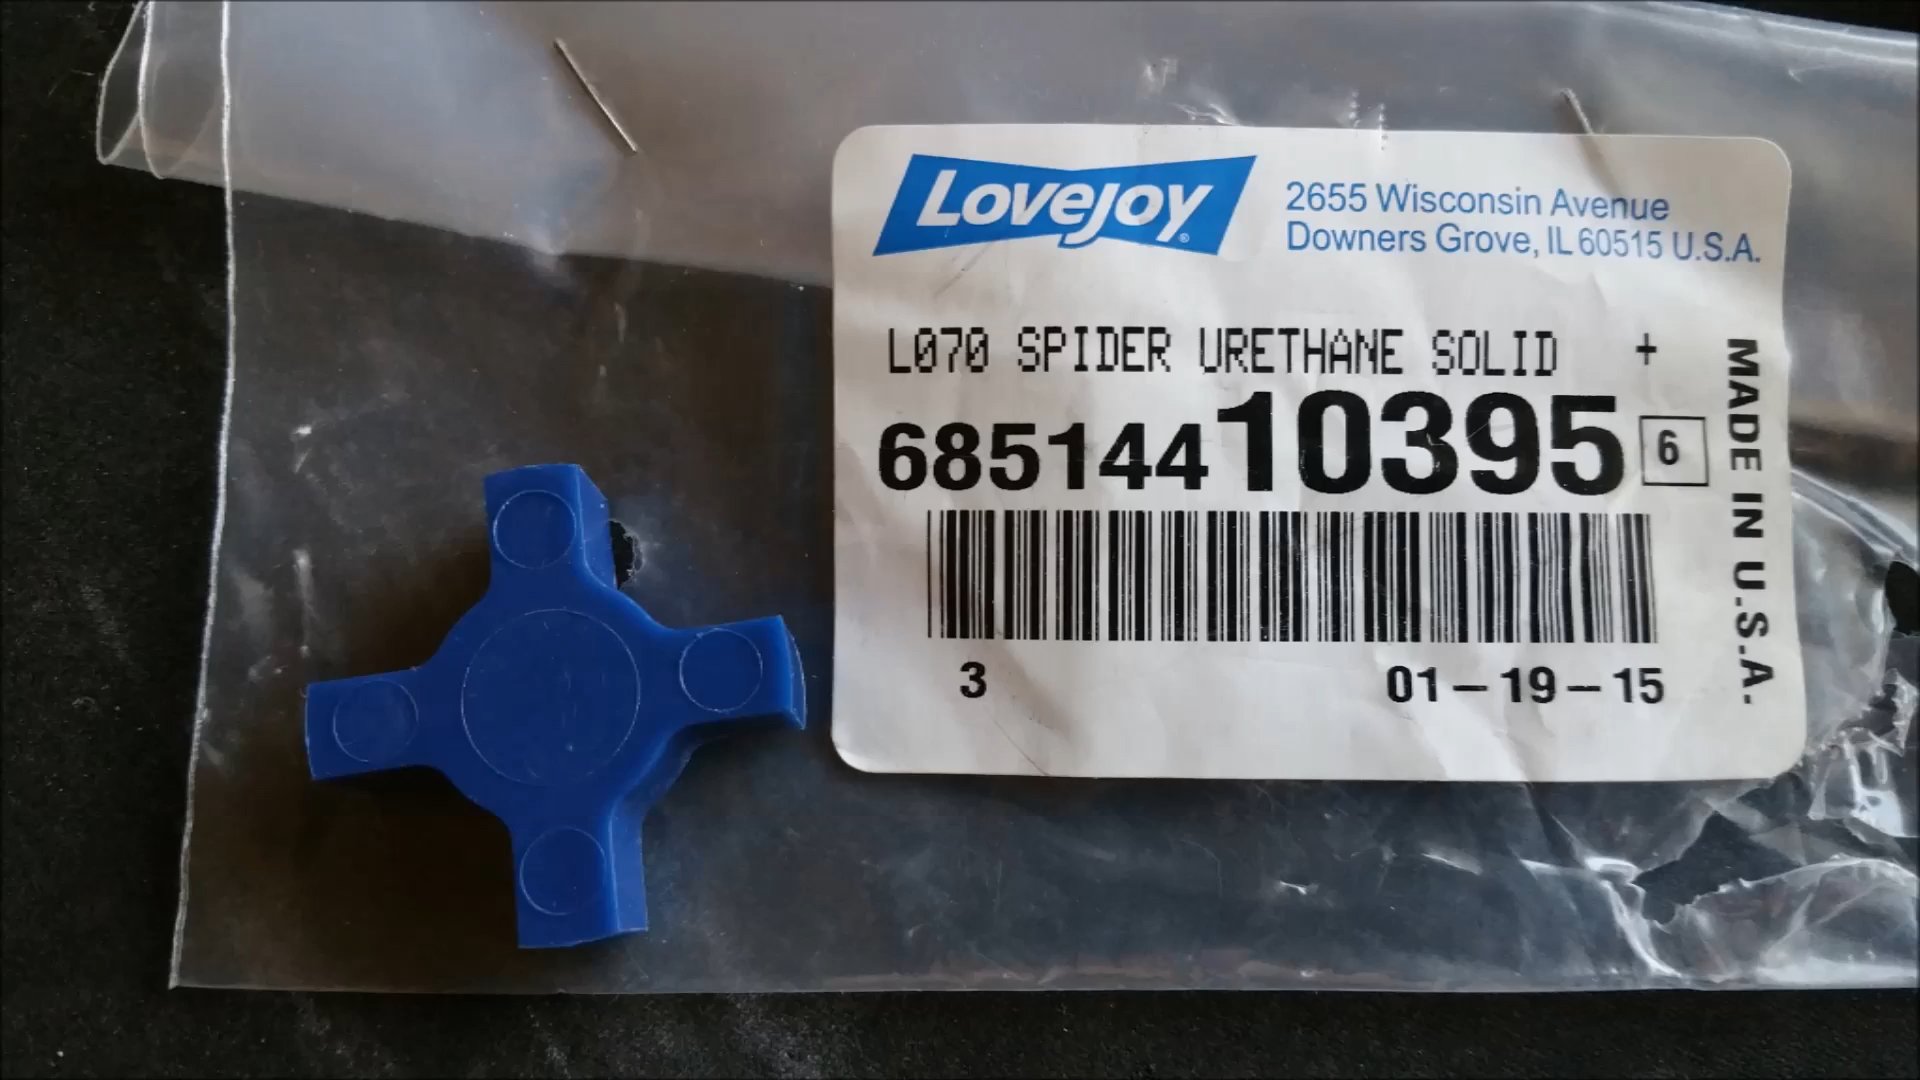 LOVEJOY®
2655 Wisconsin Avenue
Downers Grove, IL 60515 U.S.A.
L070 SPIDER URETHANE SOLID +
68514410395 6
3 01-19-15
MADE IN U.S.A.